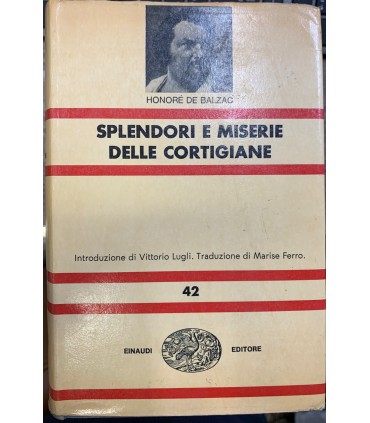 HONORÉ DE BALZAC
SPLENDORI E MISERIE
DELLE CORTIGIANE
Introduzione di Vittorio Lugli. Traduzione di Marise Ferro.
42
EINAUDI EDITORE